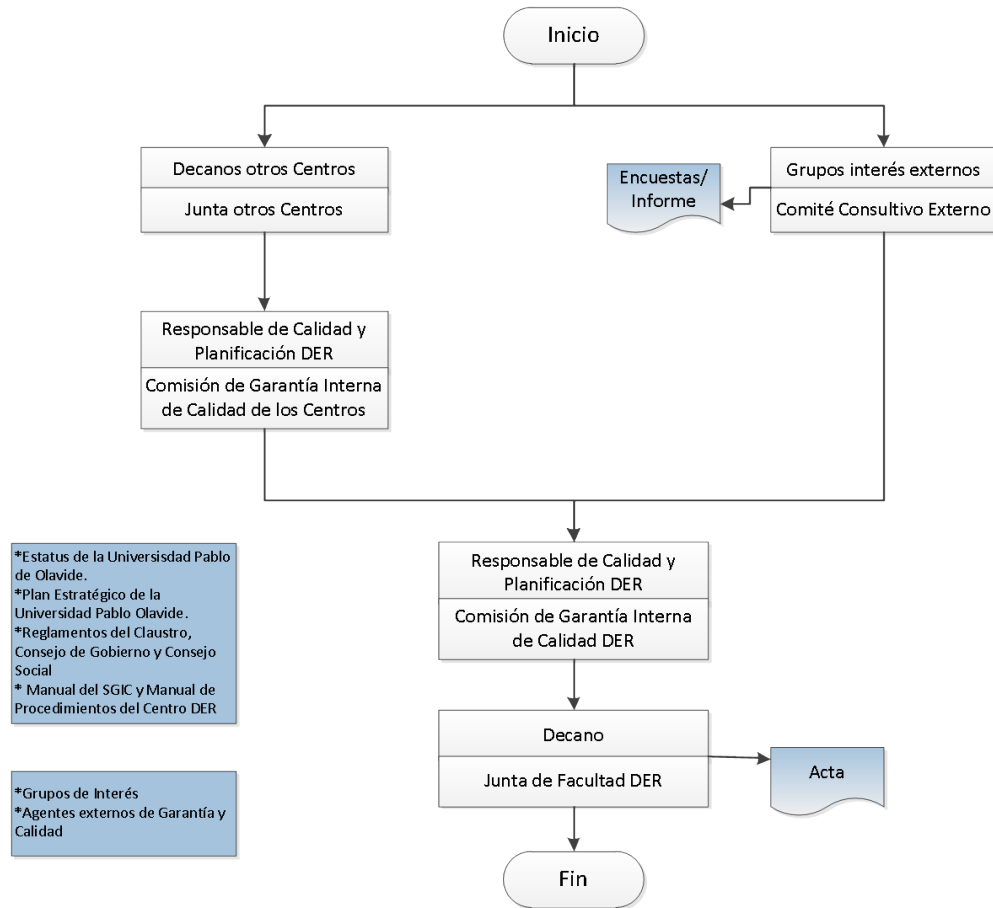 Inicio
Decanos otros Centros
Junta otros Centros
Encuestas/
Informe
Grupos interés externos
Comité Consultivo Externo
Responsable de Calidad y
Planificación DER
Comisión de Garantía Interna
de Calidad de los Centros
*Estatus de la Universisdad Pablo
de Olavide.
*Plan Estratégico de la
Universidad Pablo Olavide.
*Reglamentos del Claustro,
Consejo de Gobierno y Consejo
Social
* Manual del SGIC y Manual de
Procedimientos del Centro DER
Responsable de Calidad y
Planificación DER
Comisión de Garantía Interna
de Calidad DER
Decano
Junta de Facultad DER
Acta
*Grupos de Interés
*Agentes externos de Garantía y
Calidad
Fin